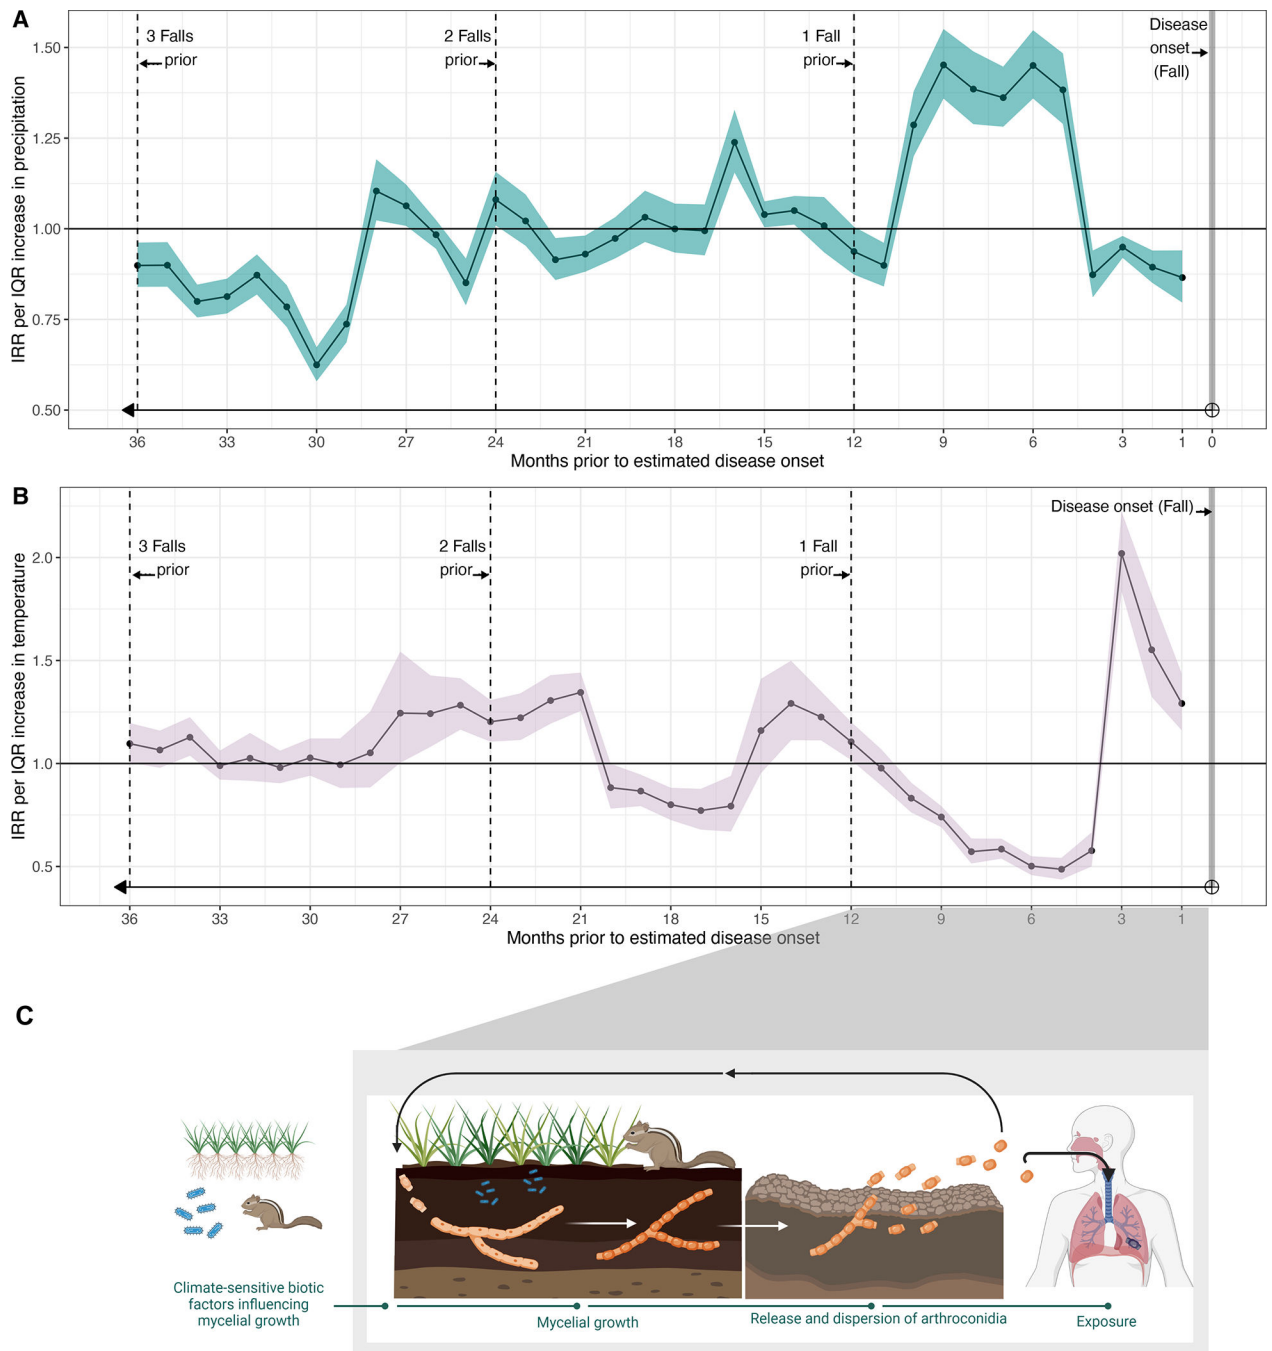 A
IRR per IQR increase in precipitation
1.50
1.25
1.00
0.75
0.50
3 Falls
prior
2 Falls
prior
1 Fall
prior
Disease
onset
(Fall)
36 33 30 27 24 21 18 15 12 9 6 3 1 0
Months prior to estimated disease onset
B
IRR per IQR increase in temperature
2.0
1.5
1.0
0.5
3 Falls
prior
2 Falls
prior
1 Fall
prior
Disease onset (Fall)
36 33 30 27 24 21 18 15 12 9 6 3 1
Months prior to estimated disease onset
C
Climate-sensitive biotic
factors influencing
mycelial growth
Mycelial growth
Release and dispersion of arthroconidia
Exposure